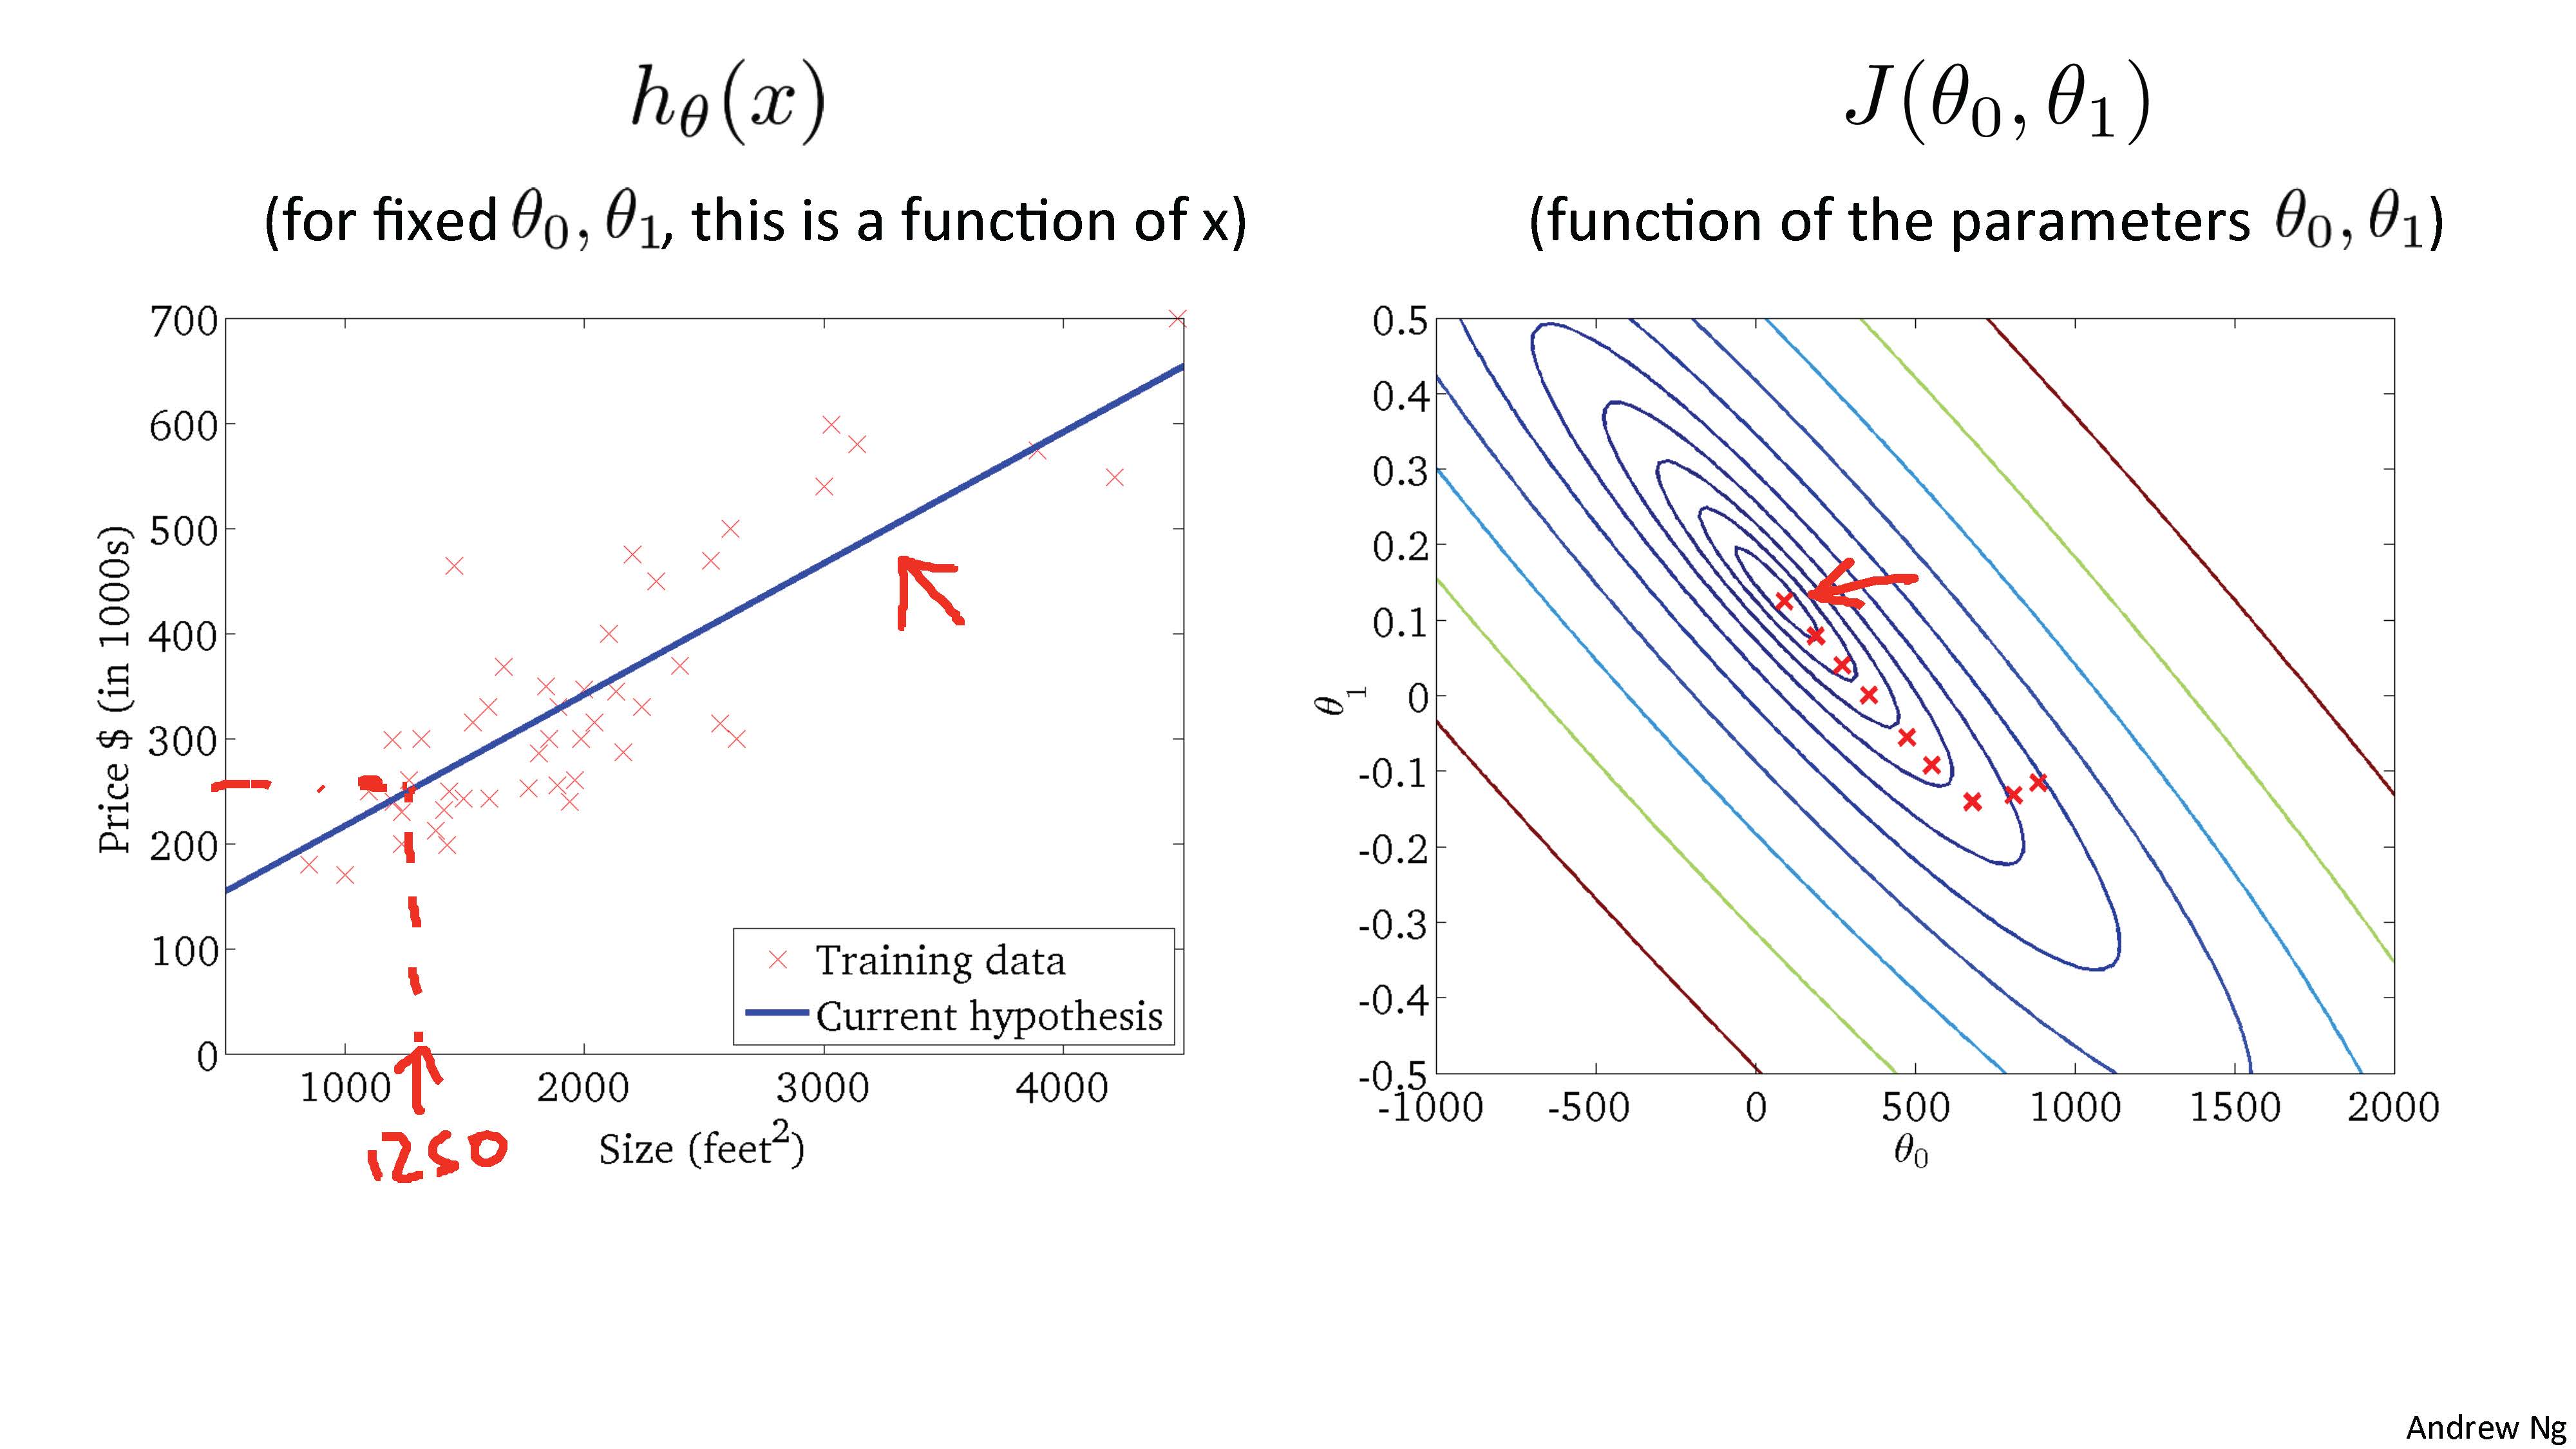 hθ(x)
(for fixed θ0, θ1, this is a function of x)
700
600
500
400
300
200
100
0
Price $ (in 1000s)
1000 2000 3000 4000
Size (feet2)
Training data
Current hypothesis
1250
J(θ0, θ1)
(function of the parameters θ0, θ1)
0.5
0.4
0.3
0.2
0.1
0
-0.1
-0.2
-0.3
-0.4
-0.5
θ1
-1000 -500 0 500 1000 1500 2000
θ0
Andrew Ng